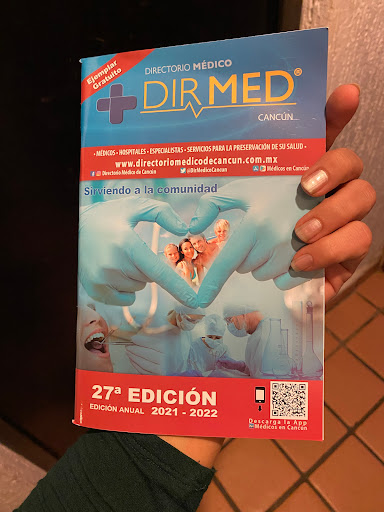 Ejemplar
Gratuito
DIRECTORIO MÉDICO
DIRMED®
CANCÚN...
• MÉDICOS • HOSPITALES • ESPECIALISTAS • SERVICIOS PARA LA PRESERVACIÓN DE SU SALUD •
www.directoriomedicodecancun.com.mx
Directorio Médico de Cancún @DirMedicoCancun Médicos en Cancún
Sirviendo a la comunidad
27ª EDICIÓN
EDICIÓN ANUAL 2021 - 2022
Descarga la App
Médicos en Cancún